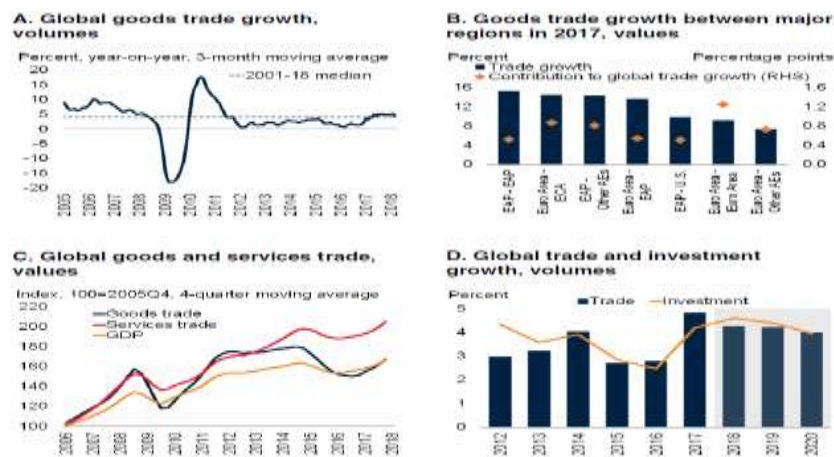 A. Global goods trade growth,
volumes
Percent, year-on-year, 3-month moving average
2001-18 median
20
15
10
5
0
-5
-10
-15
-20
2005
2006
2007
2008
2009
2010
2011
2012
2013
2014
2015
2016
2017
2018
B. Goods trade growth between major
regions in 2017, values
Percent
Percentage points
Trade growth
Contribution to global trade growth (RHS)
16
12
8
4
0
1.6
1.2
0.8
0.4
0.0
EAP - EAP
Euro Area -
ECA
EAP -
Other AEs
Euro Area -
EAP
EAP - U.S.
Euro Area -
Euro Area
Euro Area -
Other AEs
C. Global goods and services trade,
values
Index, 100=2005Q4, 4-quarter moving average
220
200
180
160
140
120
100
Goods trade
Services trade
GDP
2006
2007
2008
2009
2010
2011
2012
2013
2014
2015
2016
2017
2018
D. Global trade and investment
growth, volumes
Percent
Trade
Investment
5
4
3
2
1
0
2012
2013
2014
2015
2016
2017
2018
2019
2020